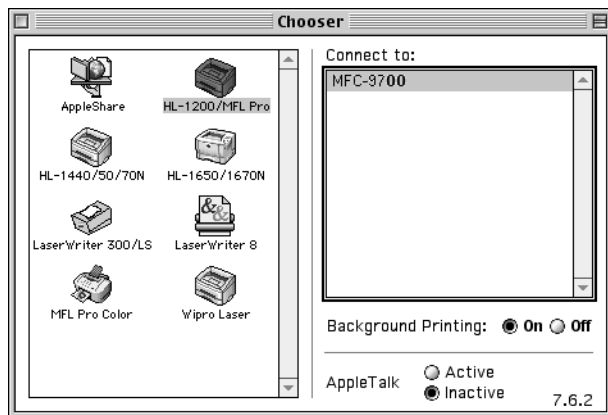 Chooser
AppleShare
HL-1200/MFL Pro
HL-1440/50/70N
HL-1650/1670N
LaserWriter 300/LS
LaserWriter 8
MFL Pro Color
Wipro Laser
Connect to:
MFC-9700
Background Printing: On Off
AppleTalk
Active
Inactive
7.6.2